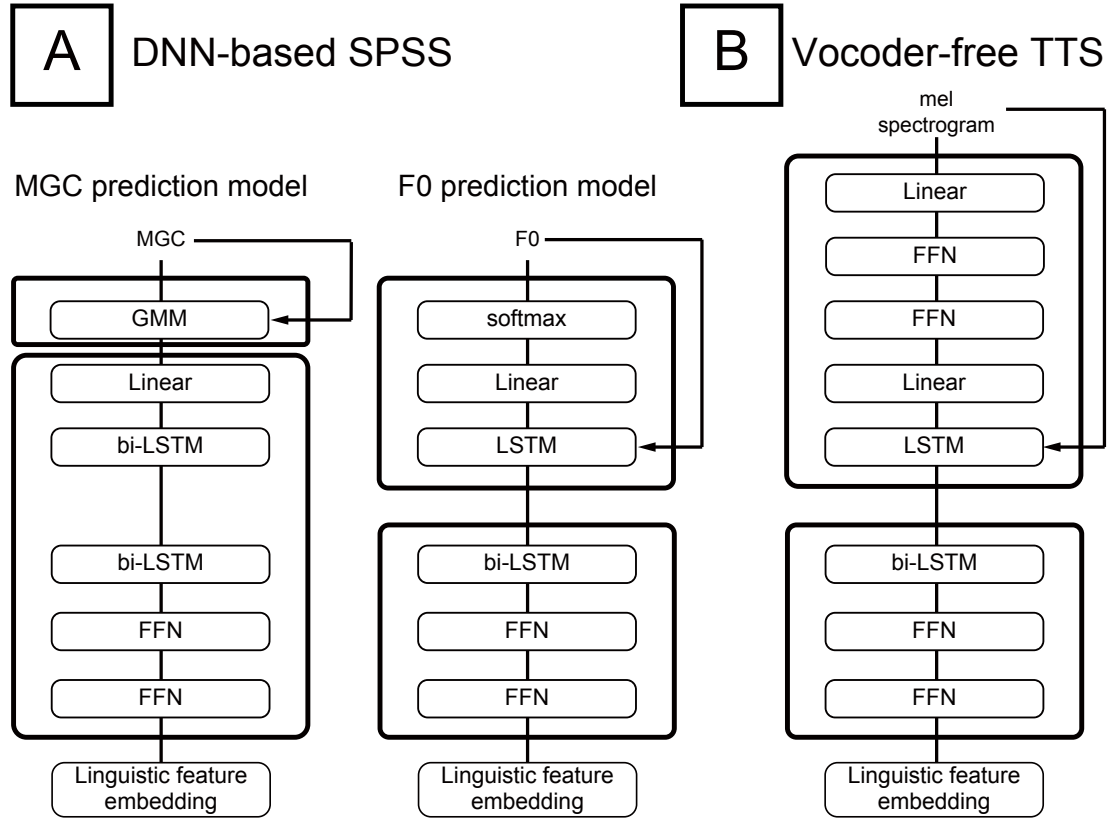 A DNN-based SPSS
MGC prediction model
MGC
GMM
Linear
bi-LSTM
bi-LSTM
FFN
FFN
Linguistic feature
embedding
F0 prediction model
F0
softmax
Linear
LSTM
bi-LSTM
FFN
FFN
Linguistic feature
embedding
B Vocoder-free TTS
mel
spectrogram
Linear
FFN
FFN
Linear
LSTM
bi-LSTM
FFN
FFN
Linguistic feature
embedding